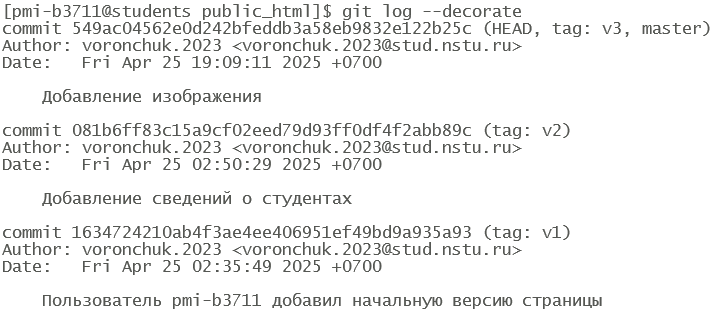 [pmi-b3711@students public_html]$ git log --decorate
commit 549ac04562e0d242bfeddb3a58eb9832e122b25c (HEAD, tag: v3, master)
Author: voronchuk.2023 <voronchuk.2023@stud.nstu.ru>
Date:   Fri Apr 25 19:09:11 2025 +0700
Добавление изображения
commit 081b6ff83c15a9cf02eed79d93ff0df4f2abb89c (tag: v2)
Author: voronchuk.2023 <voronchuk.2023@stud.nstu.ru>
Date:   Fri Apr 25 02:50:29 2025 +0700
Добавление сведений о студентах
commit 1634724210ab4f3ae4ee406951ef49bd9a935a93 (tag: v1)
Author: voronchuk.2023 <voronchuk.2023@stud.nstu.ru>
Date:   Fri Apr 25 02:35:49 2025 +0700
Пользователь pmi-b3711 добавил начальную версию страницы